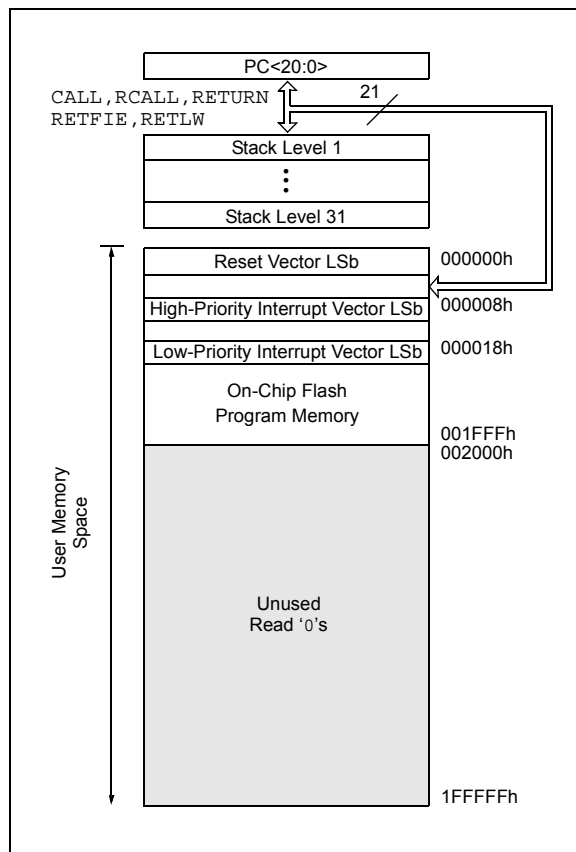 PC<20:0>
CALL,RCALL,RETURN
RETFIE,RETLW
21
Stack Level 1
Stack Level 31
Reset Vector LSb
000000h
High-Priority Interrupt Vector LSb
000008h
Low-Priority Interrupt Vector LSb
000018h
On-Chip Flash
Program Memory
001FFFh
002000h
User Memory
Space
Unused
Read ‘0’s
1FFFFFh